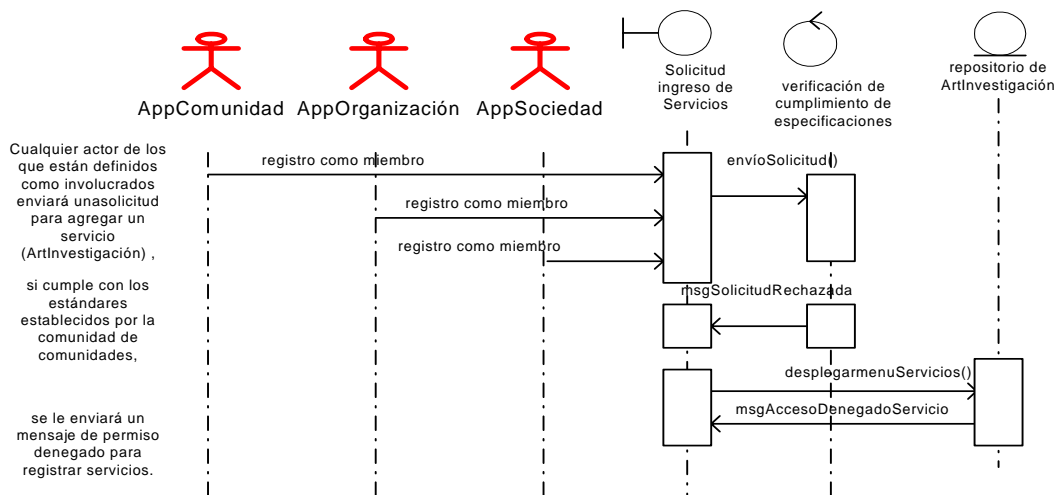 Solicitud
ingreso de
Servicios
verificación de
cumplimiento de
especificaciones
repositorio de
ArtInvestigación
AppComunidad
AppOrganización
AppSociedad
Cualquier actor de los
que están definidos
como involucrados
enviará unasolicitud
para agregar un
servicio
(ArtInvestigación) ,
si cumple con los
estándares
establecidos por la
comunidad de
comunidades,
se le enviará un
mensaje de permiso
denegado para
registrar servicios.
registro como miembro
envíoSolicitud()
registro como miembro
registro como miembro
msgSolicitudRechazada
desplegarmenuServicios()
msgAccesoDenegadoServicio